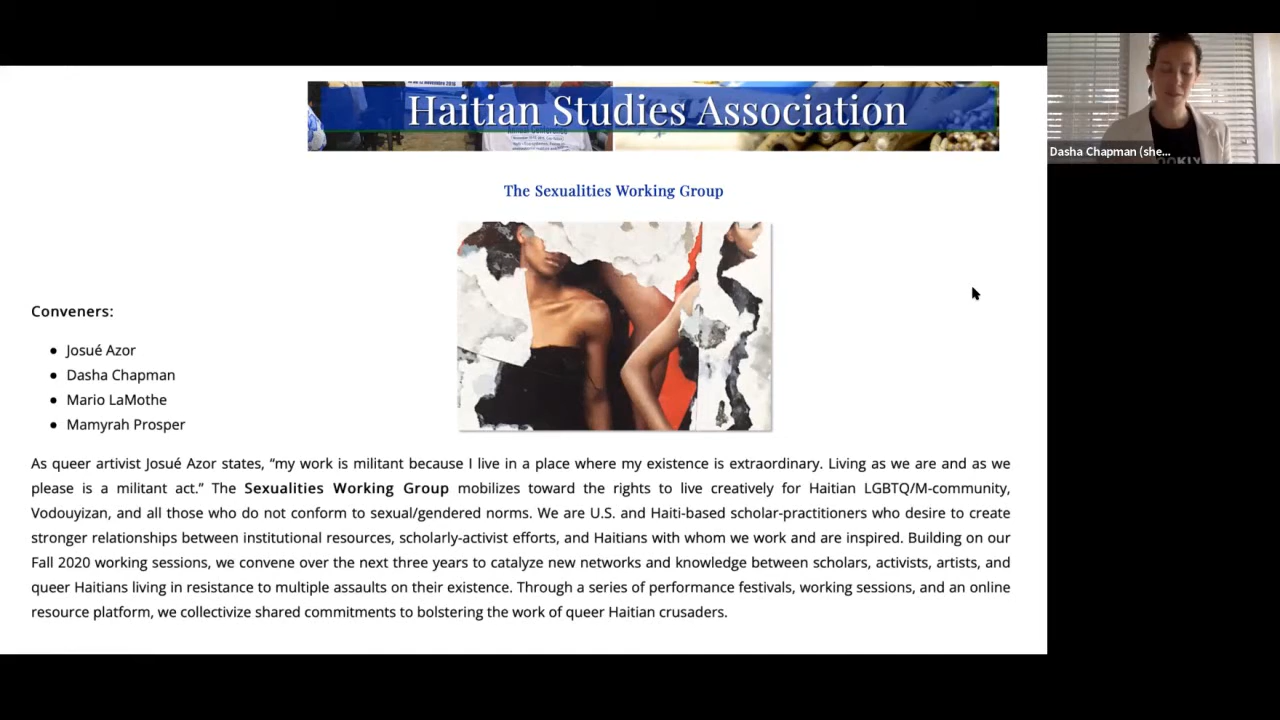 Haitian Studies Association
The Sexualities Working Group
Conveners:
• Josué Azor
• Dasha Chapman
• Mario LaMothe
• Mamyrah Prosper
As queer artivist Josué Azor states, “my work is militant because I live in a place where my existence is extraordinary. Living as we are and as we
please is a militant act.” The Sexualities Working Group mobilizes toward the rights to live creatively for Haitian LGBTQ/M-community,
Vodouyizan, and all those who do not conform to sexual/gendered norms. We are U.S. and Haiti-based scholar-practitioners who desire to create
stronger relationships between institutional resources, scholarly-activist efforts, and Haitians with whom we work and are inspired. Building on our
Fall 2020 working sessions, we convene over the next three years to catalyze new networks and knowledge between scholars, activists, artists, and
queer Haitians living in resistance to multiple assaults on their existence. Through a series of performance festivals, working sessions, and an online
resource platform, we collectivize shared commitments to bolstering the work of queer Haitian crusaders.
Dasha Chapman (she...